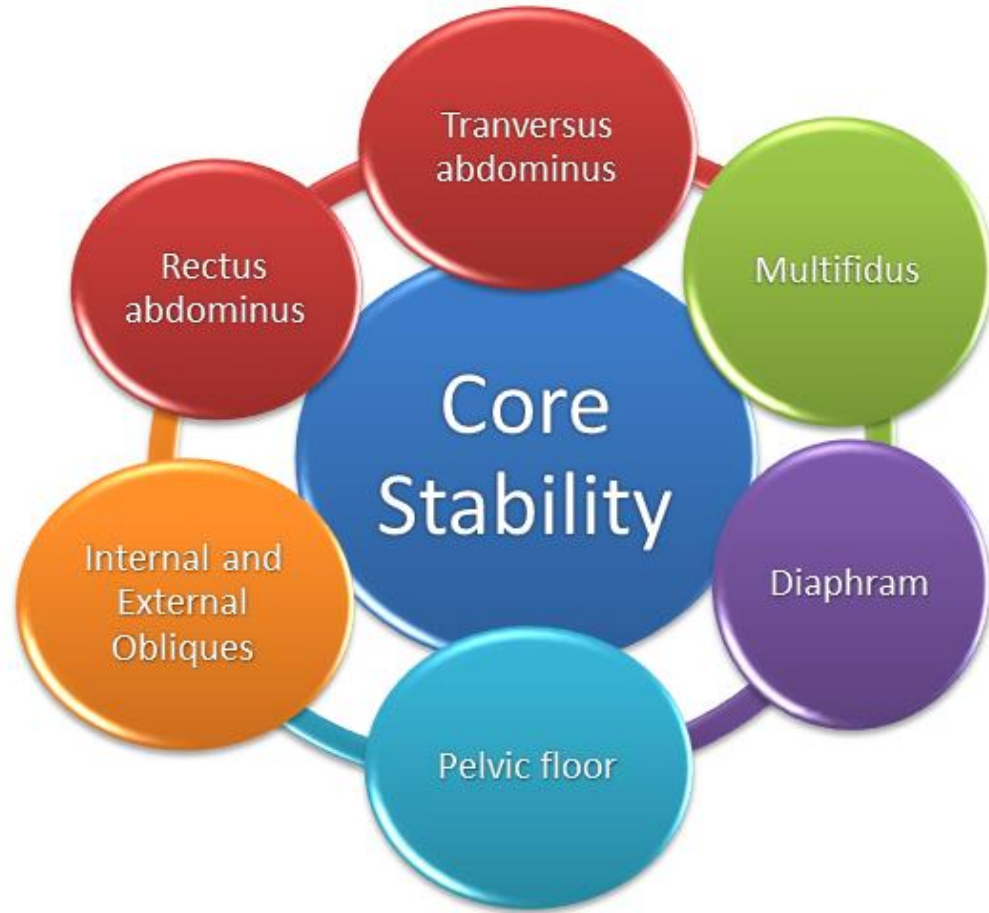 Tranversus
abdominus
Multifidus
Diaphram
Pelvic floor
Internal and
External
Obliques
Rectus
abdominus
Core
Stability